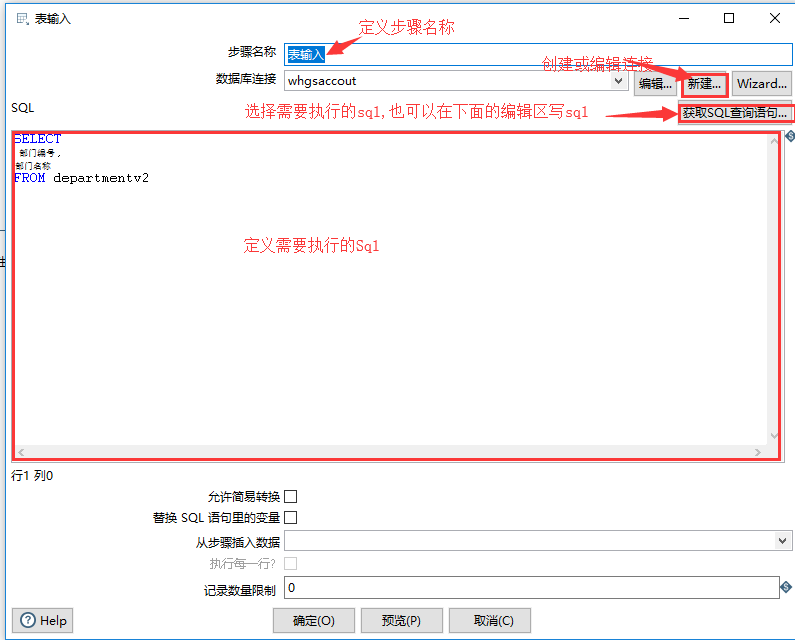 表输入
定义步骤名称
步骤名称 表输入
创建或编辑连接
数据库连接 whgsaccout 编辑... 新建... Wizard...
SQL 选择需要执行的sql,也可以在下面的编辑区写sql 获取SQL查询语句...
SELECT
部门编号,
部门名称
FROM departmentv2
定义需要执行的Sql
行1 列0
允许简易转换
替换 SQL 语句里的变量
从步骤插入数据
执行每一行?
记录数量限制 0
Help 确定(O) 预览(P) 取消(C)